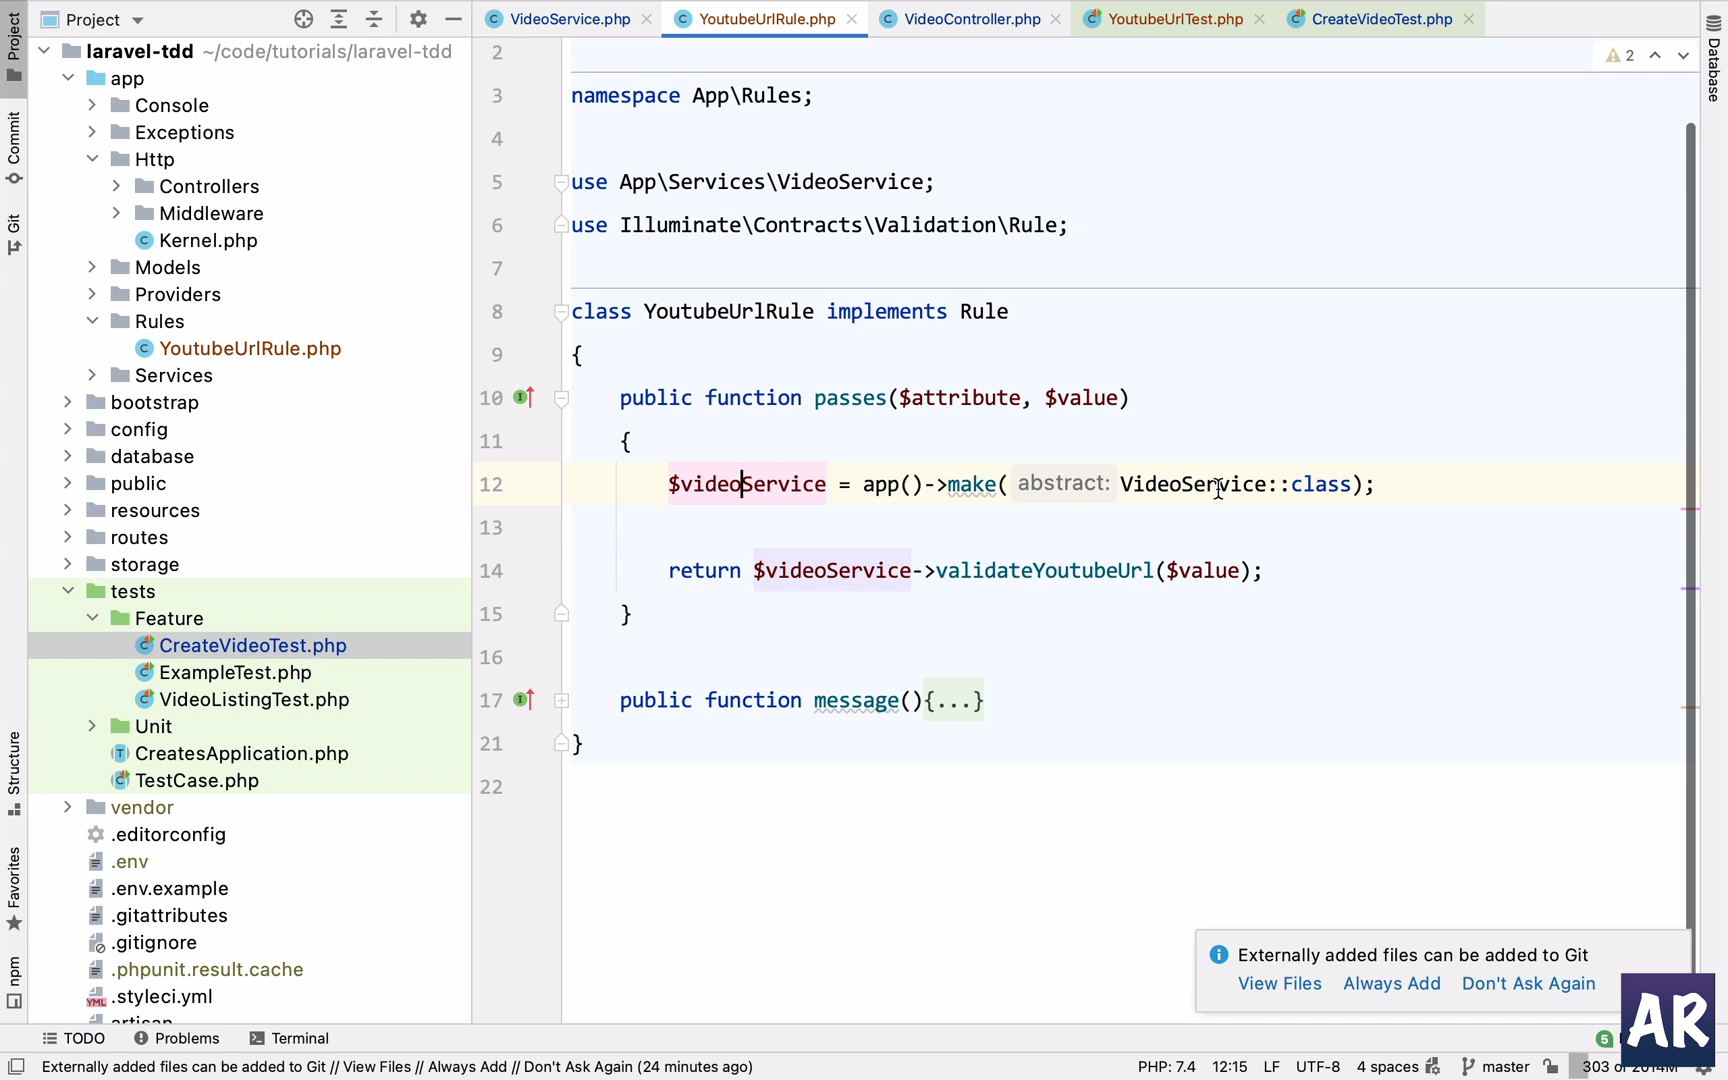 Project
VideoService.php
YoutubeUrlRule.php
VideoController.php
YoutubeUrlTest.php
CreateVideoTest.php
Project
Commit
Git
Structure
Favorites
npm
Database
laravel-tdd ~/code/tutorials/laravel-tdd
app
Console
Exceptions
Http
Controllers
Middleware
Kernel.php
Models
Providers
Rules
YoutubeUrlRule.php
Services
bootstrap
config
database
public
resources
routes
storage
tests
Feature
CreateVideoTest.php
ExampleTest.php
VideoListingTest.php
Unit
CreatesApplication.php
TestCase.php
vendor
.editorconfig
.env
.env.example
.gitattributes
.gitignore
.phpunit.result.cache
.styleci.yml
artisan
2
2
3 namespace App\Rules;
4
5 use App\Services\VideoService;
6 use Illuminate\Contracts\Validation\Rule;
7
8 class YoutubeUrlRule implements Rule
9 {
10 public function passes($attribute, $value)
11 {
12 $videoService = app()->make( abstract: VideoService::class);
13
14 return $videoService->validateYoutubeUrl($value);
15 }
16
17 public function message(){...}
21 }
22
Externally added files can be added to Git
View Files Always Add Don't Ask Again
AR
TODO Problems Terminal
5
Externally added files can be added to Git // View Files // Always Add // Don't Ask Again (24 minutes ago)
PHP: 7.4 12:15 LF UTF-8 4 spaces master 303 of